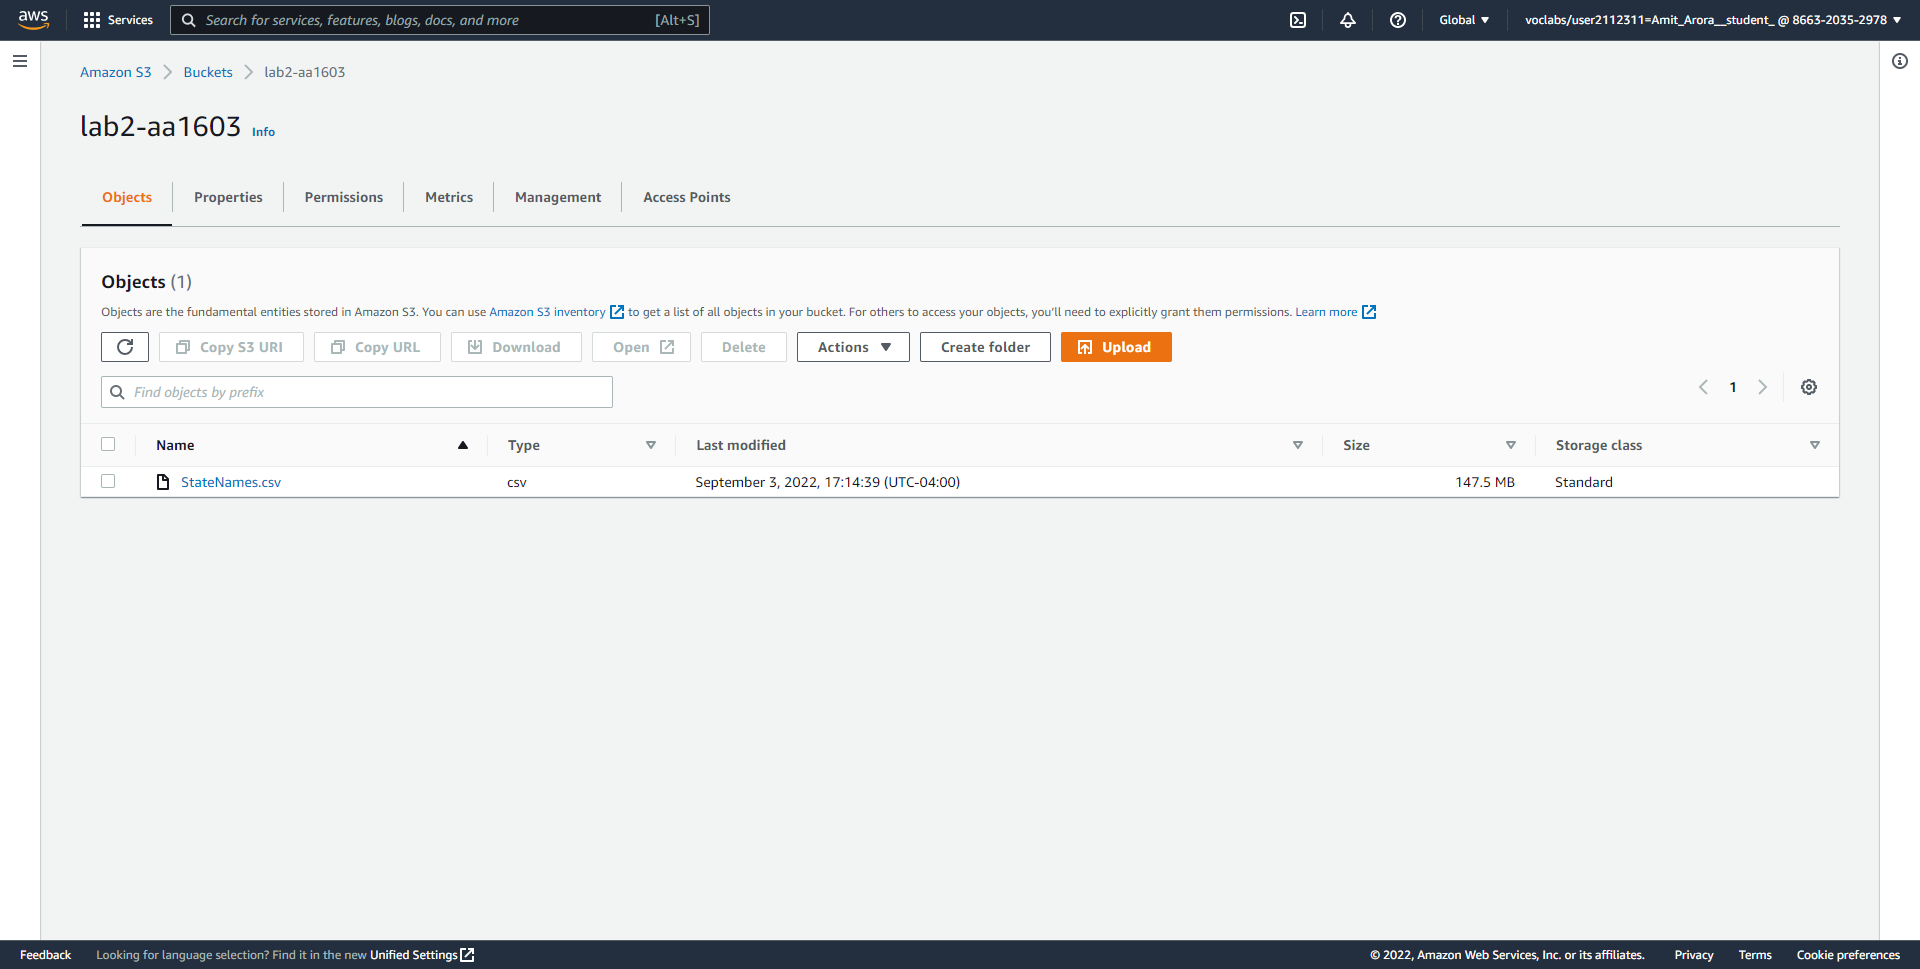 aws
Services
Search for services, features, blogs, docs, and more
[Alt+S]
Global
voclabs/user2112311=Amit_Arora__student_ @ 8663-2035-2978
Amazon S3
Buckets
lab2-aa1603
lab2-aa1603
Info
Objects
Properties
Permissions
Metrics
Management
Access Points
Objects (1)
Objects are the fundamental entities stored in Amazon S3. You can use Amazon S3 inventory to get a list of all objects in your bucket. For others to access your objects, you'll need to explicitly grant them permissions. Learn more
Copy S3 URI
Copy URL
Download
Open
Delete
Actions
Create folder
Upload
Find objects by prefix
1
Name
Type
Last modified
Size
Storage class
StateNames.csv
csv
September 3, 2022, 17:14:39 (UTC-04:00)
147.5 MB
Standard
Feedback
Looking for language selection? Find it in the new Unified Settings
© 2022, Amazon Web Services, Inc. or its affiliates.
Privacy
Terms
Cookie preferences